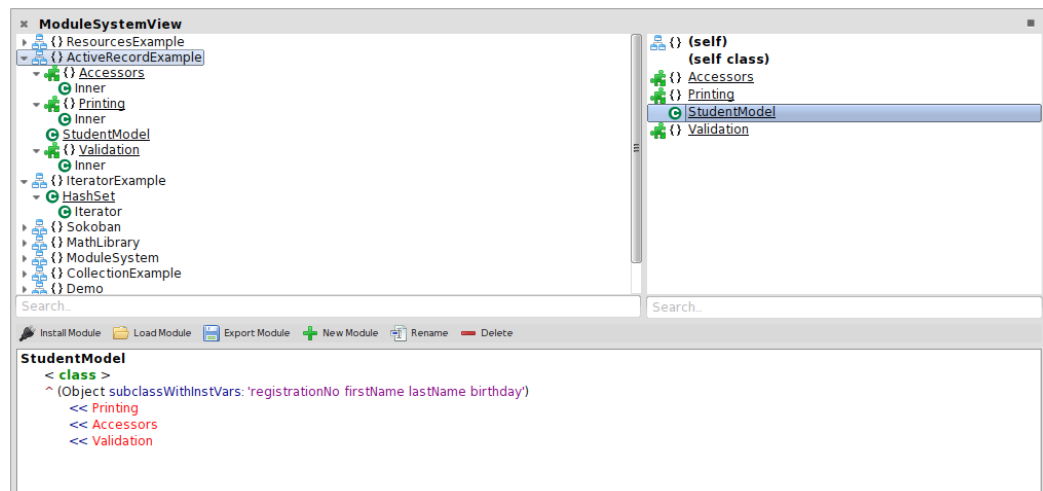 ModuleSystemView
{} ResourcesExample
{} ActiveRecordExample
{} Accessors
Inner
{} Printing
Inner
StudentModel
{} Validation
Inner
{} IteratorExample
HashSet
Iterator
{} Sokoban
{} MathLibrary
{} ModuleSystem
{} CollectionExample
{} Demo
Search..
{} (self)
(self class)
{} Accessors
{} Printing
StudentModel
{} Validation
Search..
Install Module Load Module Export Module New Module Rename Delete
StudentModel
< class >
^ (Object subclassWithInstVars: 'registrationNo firstName lastName birthday')
<< Printing
<< Accessors
<< Validation